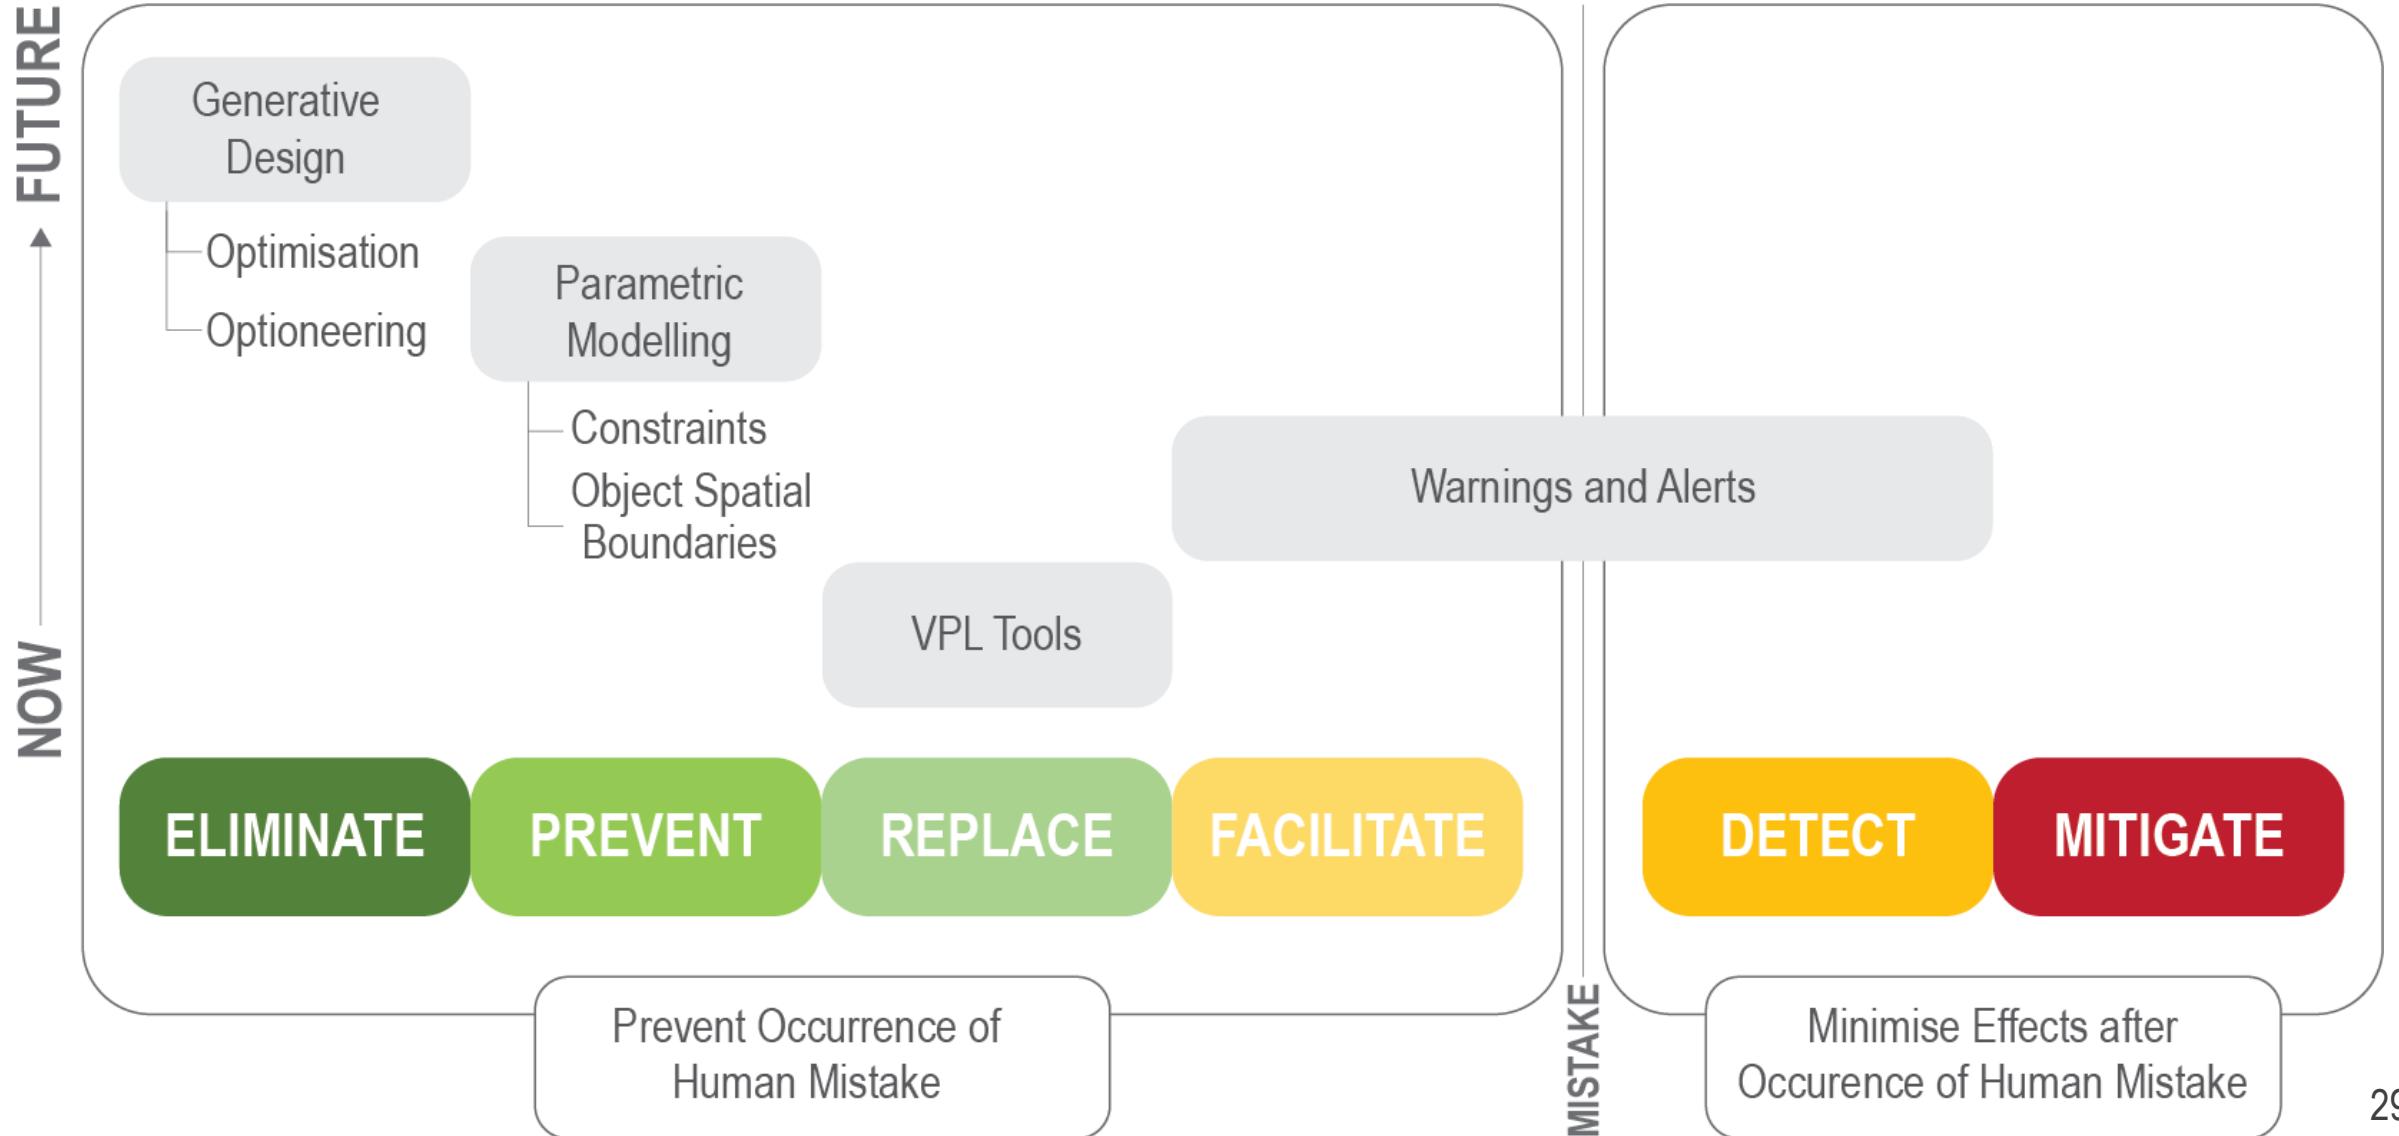 FUTURE
NOW
Generative
Design
Optimisation
Optioneering
Parametric
Modelling
Constraints
Object Spatial
Boundaries
Warnings and Alerts
VPL Tools
ELIMINATE
PREVENT
REPLACE
FACILITATE
DETECT
MITIGATE
Prevent Occurrence of
Human Mistake
MISTAKE
Minimise Effects after
Occurence of Human Mistake
29